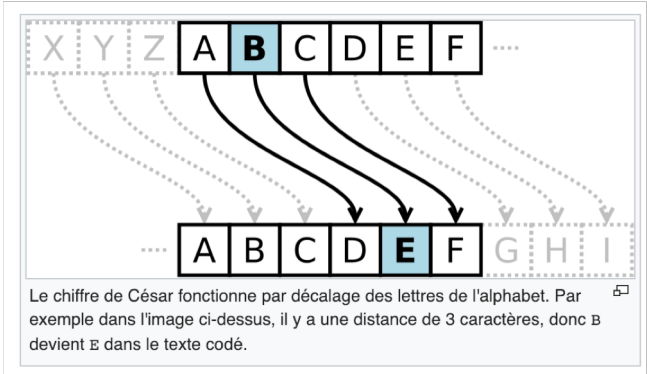 X Y Z A B C D E F ....
.... A B C D E F G H I
Le chiffre de César fonctionne par décalage des lettres de l'alphabet. Par
exemple dans l'image ci-dessus, il y a une distance de 3 caractères, donc B
devient E dans le texte codé.